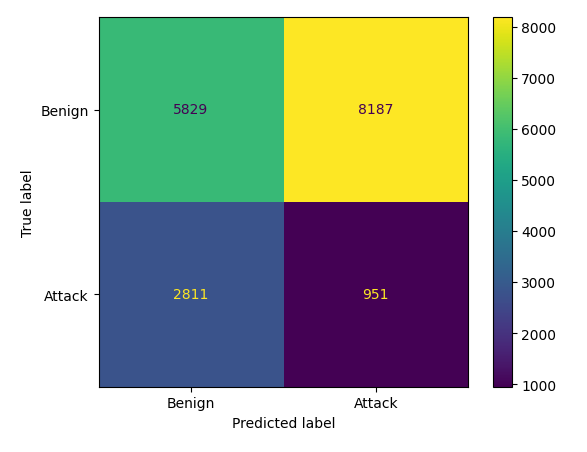 Benign
5829
8187
Attack
2811
951
Benign
Attack
Predicted label
True label
8000
7000
6000
5000
4000
3000
2000
1000